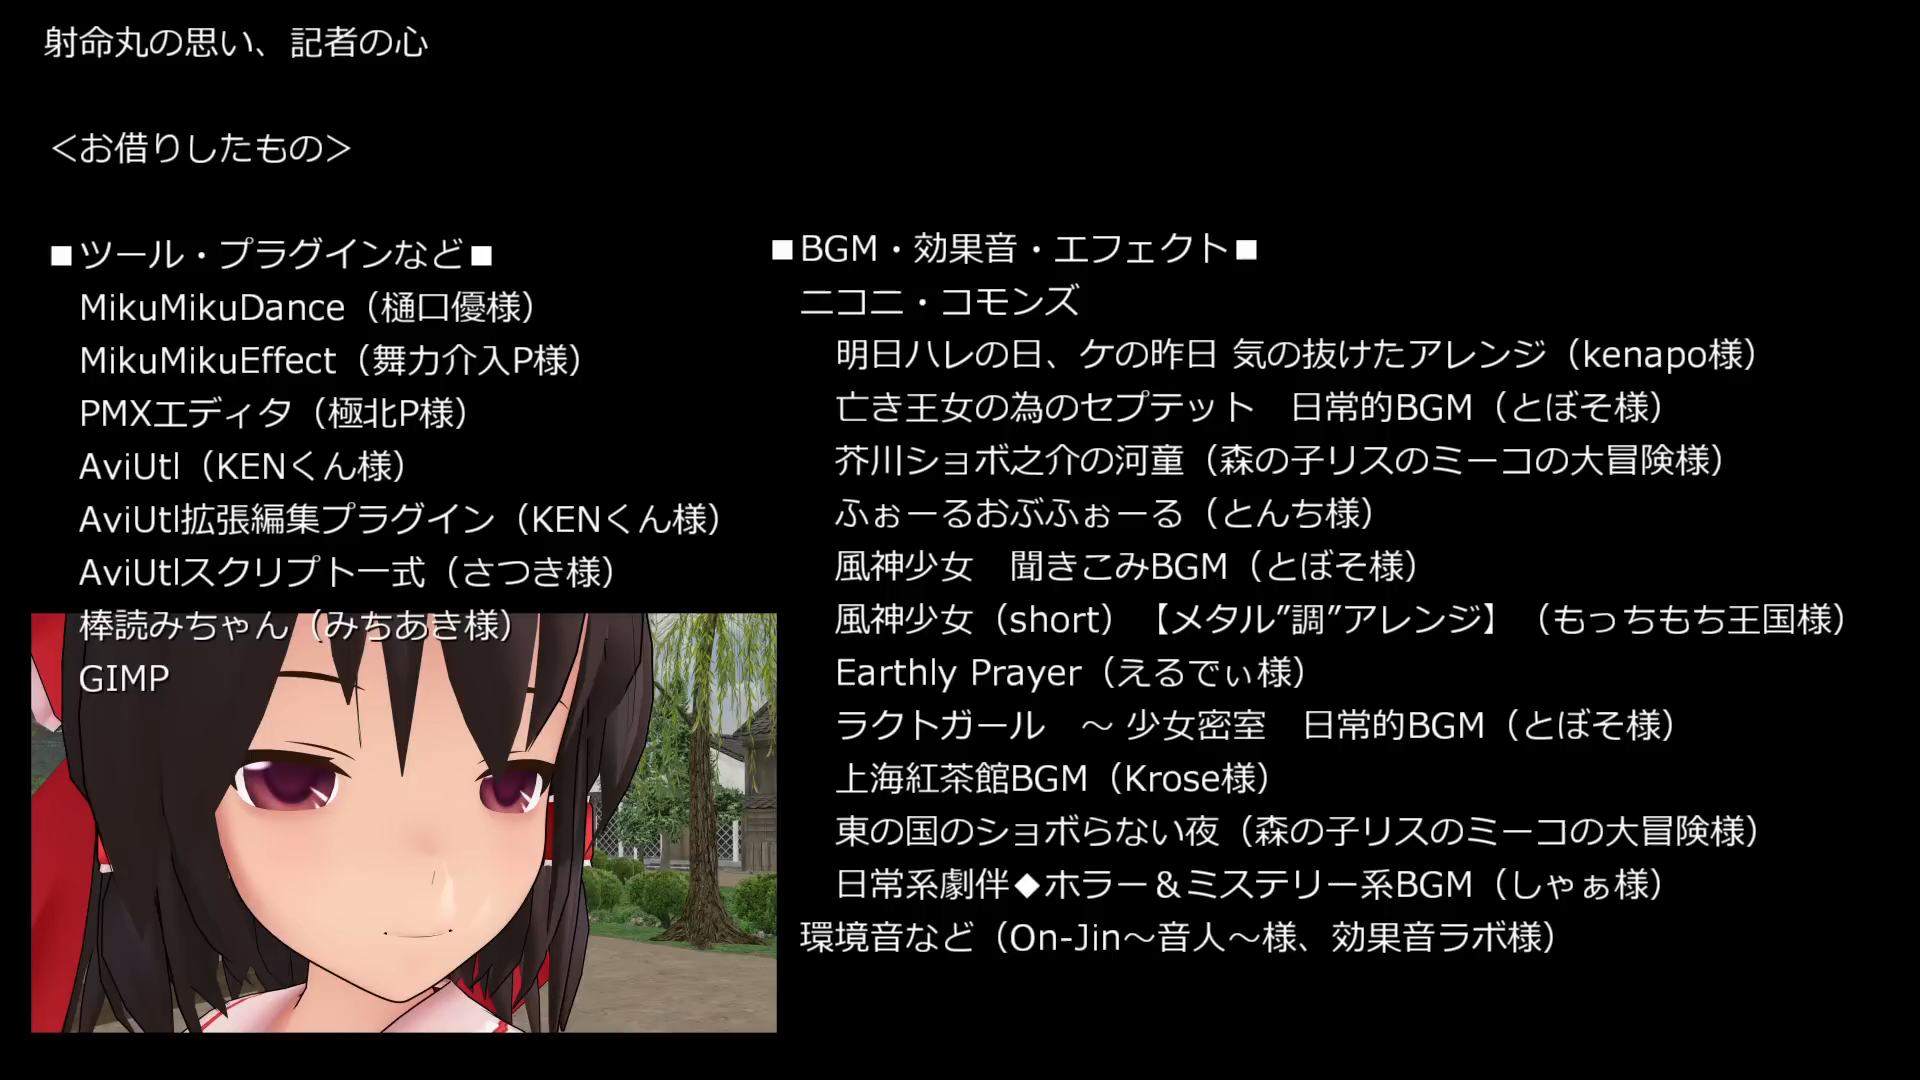 射命丸の思い、記者の心
＜お借りしたもの＞
■ツール・プラグインなど■
MikuMikuDance（樋口優様）
MikuMikuEffect（舞力介入P様）
PMXエディタ（極北P様）
AviUtl（KENくん様）
AviUtl拡張編集プラグイン（KENくん様）
AviUtlスクリプト一式（さつき様）
棒読みちゃん（みちあき様）
GIMP
■BGM・効果音・エフェクト■
ニコニ・コモンズ
明日ハレの日、ケの昨日 気の抜けたアレンジ（kenapo様）
亡き王女の為のセプテット　日常的BGM（とぼそ様）
芥川ショボ之介の河童（森の子リスのミーコの大冒険様）
ふぉーるおぶふぉーる（とんち様）
風神少女　聞きこみBGM（とぼそ様）
風神少女（short）【メタル”調”アレンジ】（もっちもち王国様）
Earthly Prayer（えるでぃ様）
ラクトガール　～ 少女密室　日常的BGM（とぼそ様）
上海紅茶館BGM（Krose様）
東の国のショボらない夜（森の子リスのミーコの大冒険様）
日常系劇伴◆ホラー＆ミステリー系BGM（しゃぁ様）
環境音など（On-Jin～音人～様、効果音ラボ様）